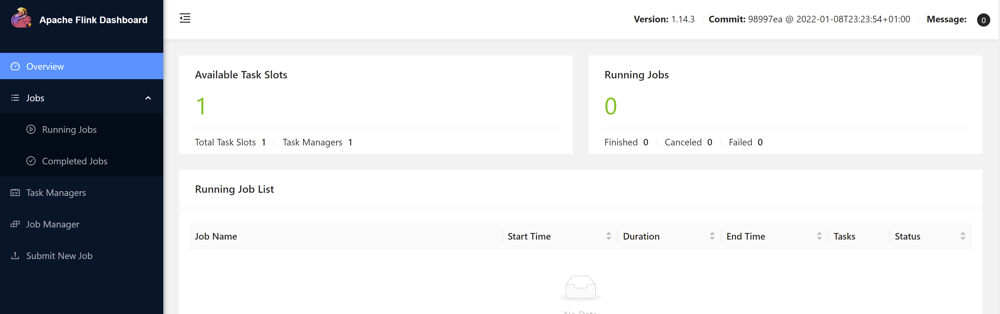 Apache Flink Dashboard
Version: 1.14.3 Commit: 98997ea @ 2022-01-08T23:23:54+01:00 Message: 0
Overview
Jobs
Running Jobs
Completed Jobs
Task Managers
Job Manager
Submit New Job
Available Task Slots
1
Total Task Slots 1 Task Managers 1
Running Jobs
0
Finished 0 Canceled 0 Failed 0
Running Job List
Job Name Start Time Duration End Time Tasks Status
No Data